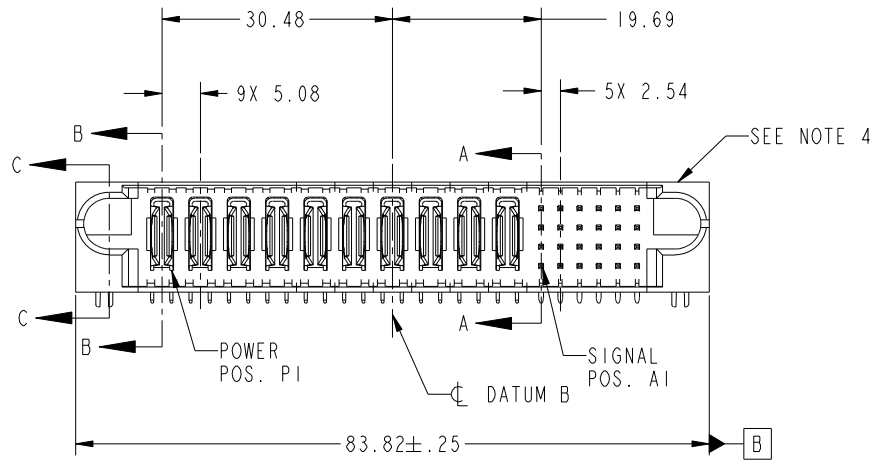 30.48
19.69
9X 5.08
5X 2.54
B
SEE NOTE 4
C
A
C
A
B
POWER
POS. P1
SIGNAL
POS. A1
℄ DATUM B
83.82±.25
B